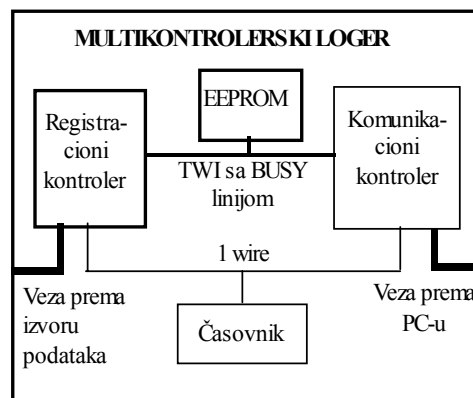 MULTIKONTROLERSKI LOGER
EEPROM
Registra-
cioni
kontroler
Komunika-
cioni
kontroler
TWI sa BUSY
linijom
1 wire
Veza prema
izvoru
podataka
Časovnik
Veza prema
PC-u